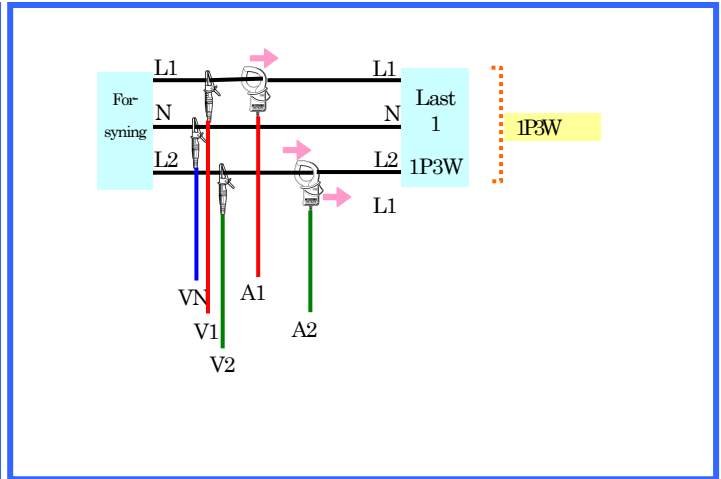 L1 L1
For-
syning
N N
Last
1
1P3W
1P3W
L2 L2
L1
VN
A1
V1
A2
V2